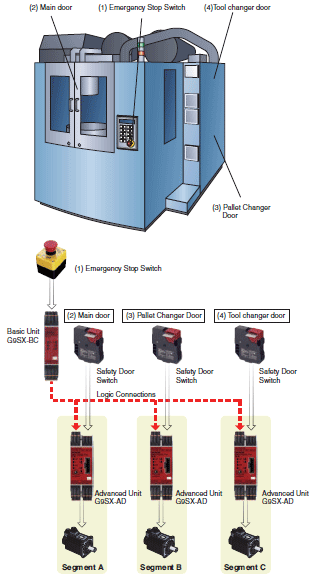 (2) Main door
(1) Emergency Stop Switch
(4)Tool changer door
(3) Pallet Changer
Door
(1) Emergency Stop Switch
Basic Unit
G9SX-BC
(2) Main door
(3) Pallet Changer Door
(4) Tool changer door
Safety Door
Switch
Safety Door
Switch
Safety Door
Switch
Logic Connections
Advanced Unit
G9SX-AD
Advanced Unit
G9SX-AD
Advanced Unit
G9SX-AD
Segment A
Segment B
Segment C